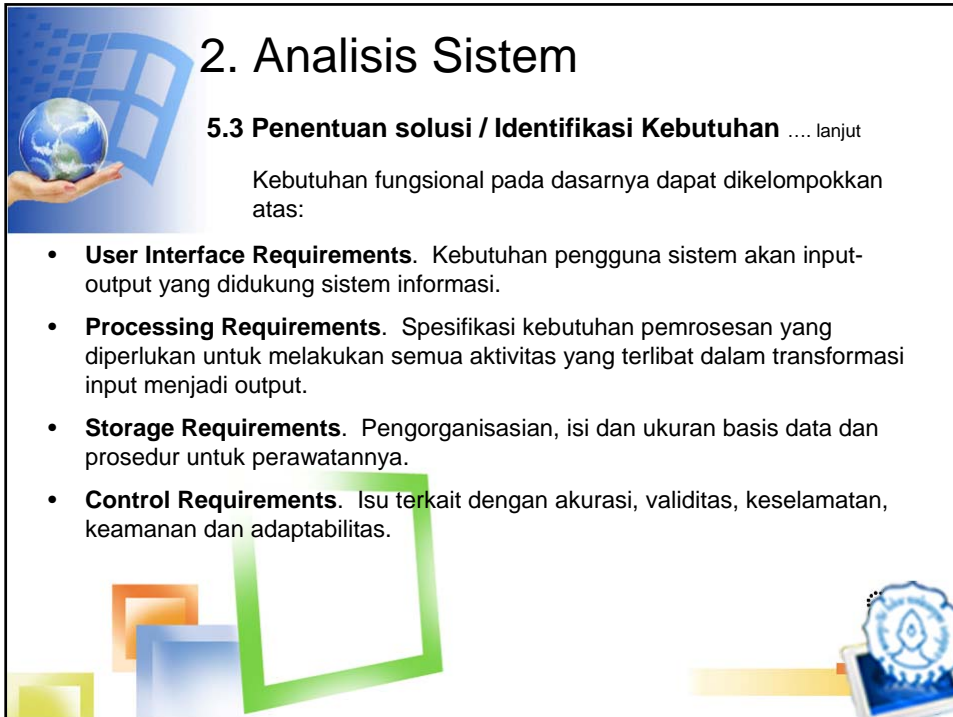 2. Analisis Sistem
5.3 Penentuan solusi / Identifikasi Kebutuhan .... lanjut
Kebutuhan fungsional pada dasarnya dapat dikelompokkan
atas:
• User Interface Requirements. Kebutuhan pengguna sistem akan input-
output yang didukung sistem informasi.
• Processing Requirements. Spesifikasi kebutuhan pemrosesan yang
diperlukan untuk melakukan semua aktivitas yang terlibat dalam transformasi
input menjadi output.
• Storage Requirements. Pengorganisasian, isi dan ukuran basis data dan
prosedur untuk perawatannya.
• Control Requirements. Isu terkait dengan akurasi, validitas, keselamatan,
keamanan dan adaptabilitas.